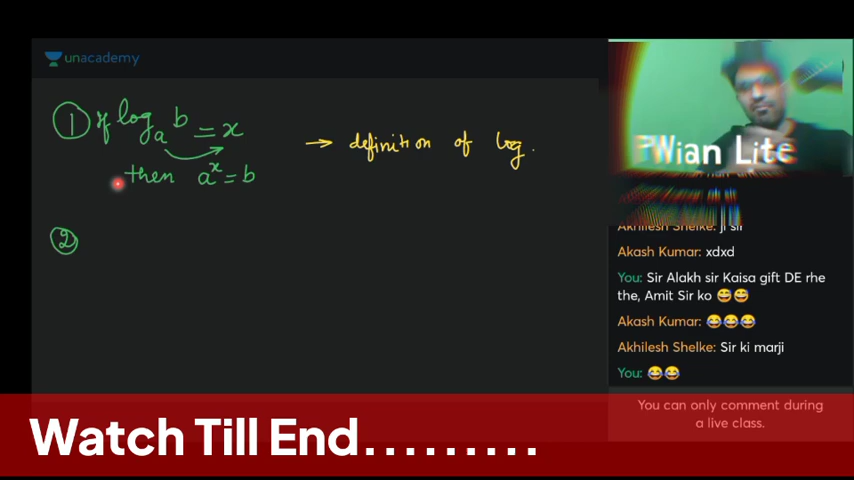 unacademy
① If log_a b = x
→ definition of log.
then a^x = b
②
PWian Lite
Akhilesh Shelke: ji sir
Akash Kumar: xdxd
You: Sir Alakh sir Kaisa gift DE rhe
the, Amit Sir ko 😅😅
Akash Kumar: 😂😂😂
Akhilesh Shelke: Sir ki marji
You: 😂😂
You can only comment during
a live class.
Watch Till End.........